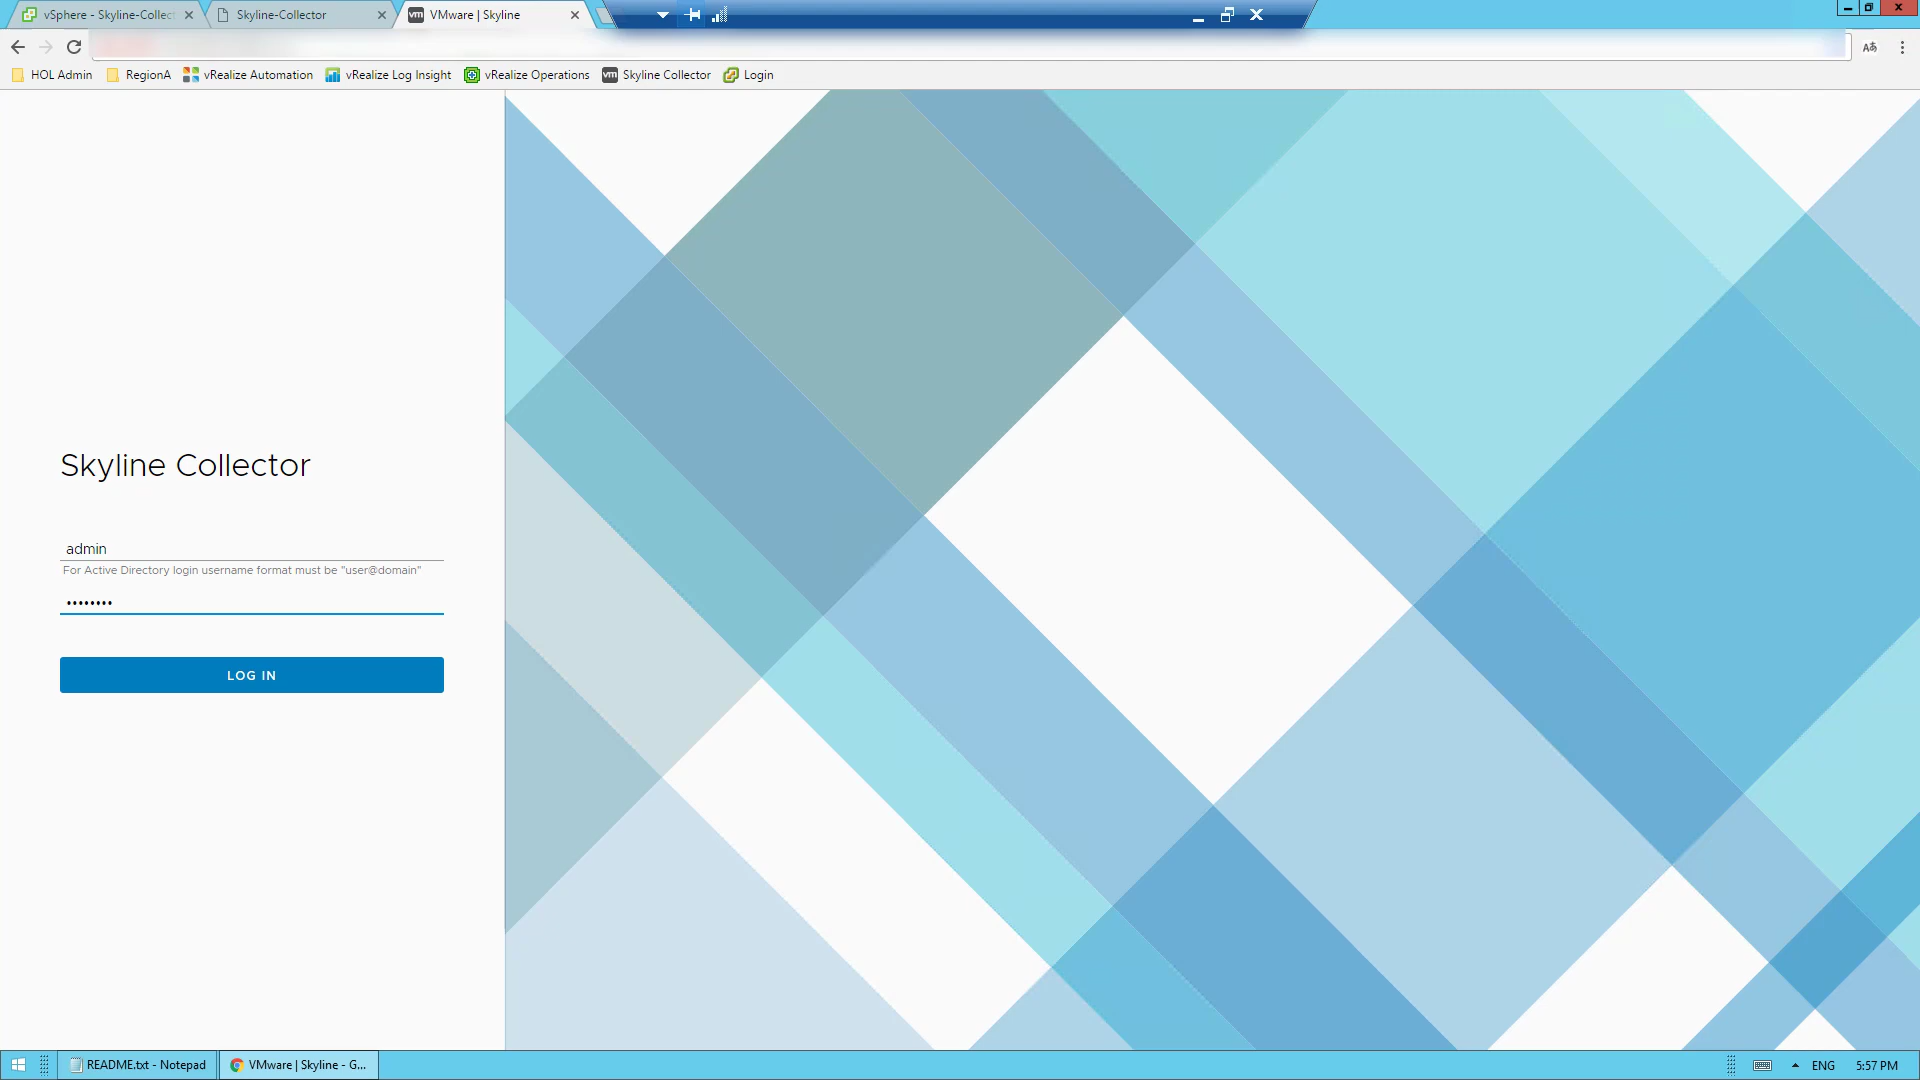 vSphere - Skyline-Collect
Skyline-Collector
vm VMware | Skyline
HOL Admin
RegionA
vRealize Automation
vRealize Log Insight
vRealize Operations
vm Skyline Collector
Login
Skyline Collector
admin
For Active Directory login username format must be "user@domain"
••••••••
LOG IN
README.txt - Notepad
VMware | Skyline - G...
ENG
5:57 PM